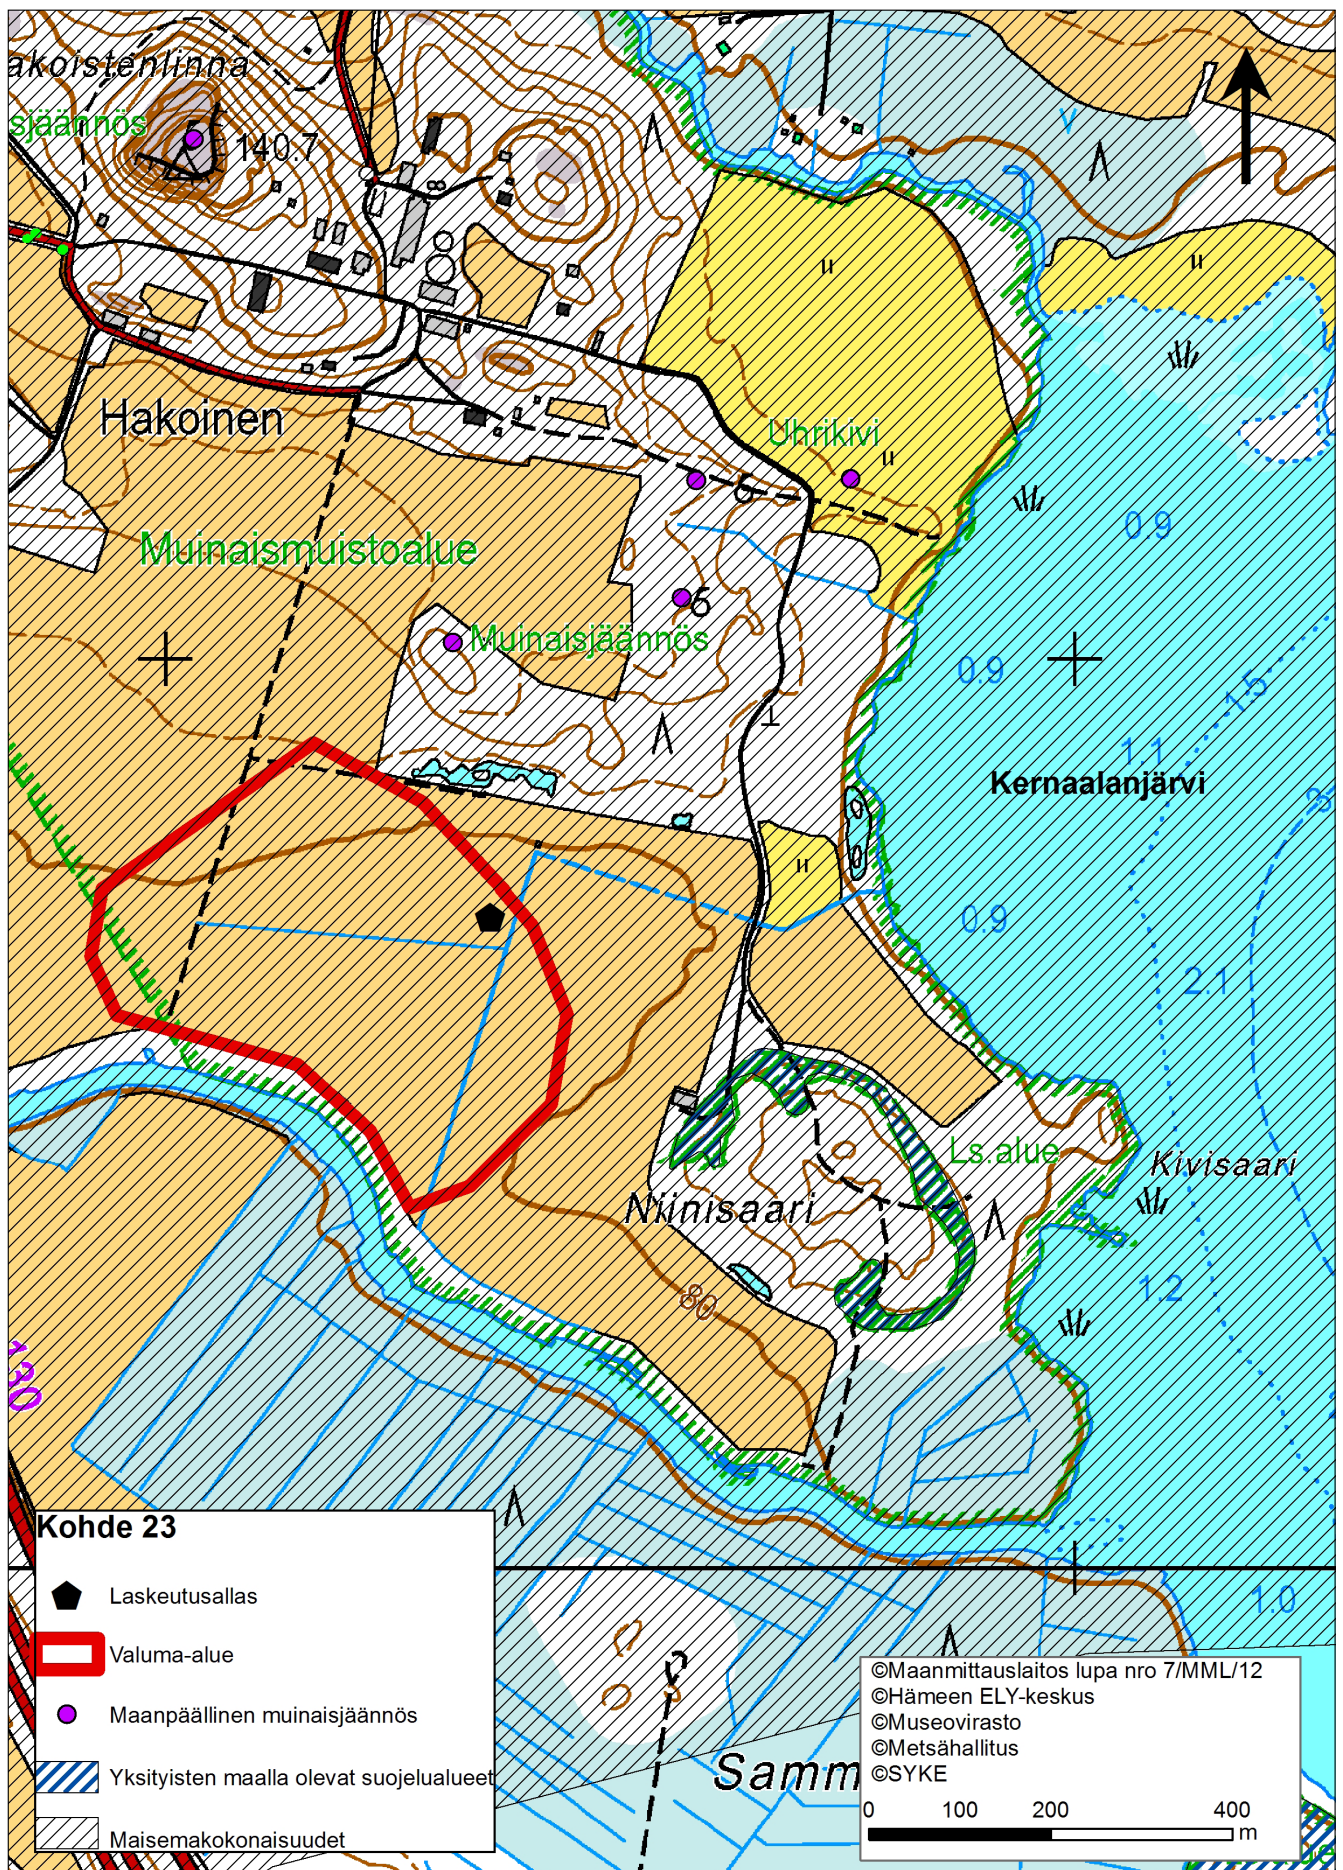 akoistenlinna
sjäännös
140.7
Hakoinen
Uhrikivi
Muinaismuistoalue
Muinaisjäännös
0.9
0.9
1.5
1.1
Kernaalanjärvi
0.9
2.1
Ls.alue
Kivisaari
Niinisaari
1.2
80
130
1.0
Samm
Kohde 23
Laskeutusallas
Valuma-alue
Maanpäällinen muinaisjäännös
Yksityisten maalla olevat suojelualueet
Maisemakokonaisuudet
©Maanmittauslaitos lupa nro 7/MML/12
©Hämeen ELY-keskus
©Museovirasto
©Metsähallitus
©SYKE
0 100 200 400
m